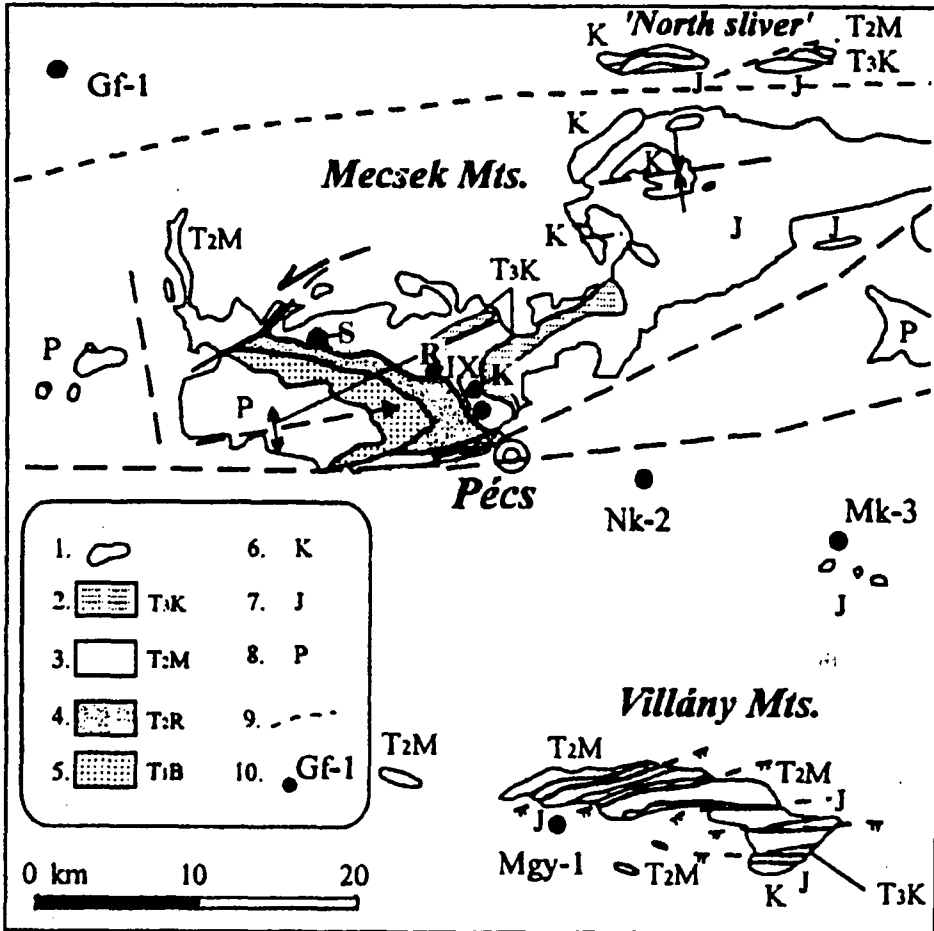 'North sliver'
K
T2M
T3K
Gf-1
J
J
K
Mecsek Mts.
K
T2M
K
J
J
T3K
P
S
P
R
IX
K
P
Pécs
Nk-2
Mk-3
J
1.
6. K
2. T3K
7. J
3. T2M
8. P
4. T2R
9.
5. T1B
10. Gf-1
T2M
Villány Mts.
T2M
T2M
J
J
Mgy-1
T2M
K
J
T3K
0 km
10
20